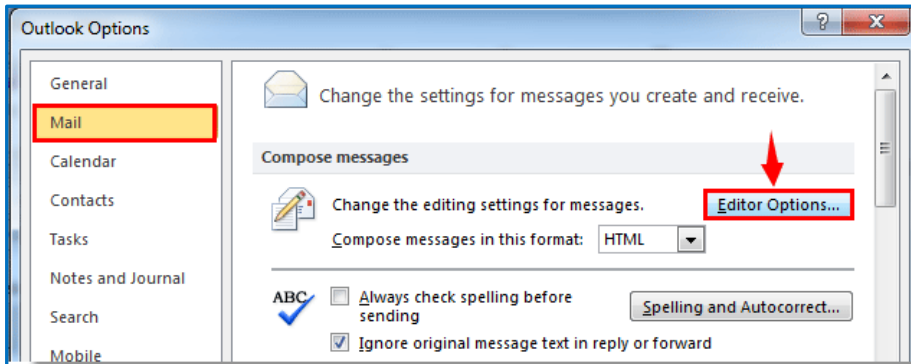 Outlook Options
?
X
General
Mail
Calendar
Contacts
Tasks
Notes and Journal
Search
Mobile
Change the settings for messages you create and receive.
Compose messages
Change the editing settings for messages.
Editor Options...
Compose messages in this format:
HTML
ABC
Always check spelling before
sending
Spelling and Autocorrect...
Ignore original message text in reply or forward